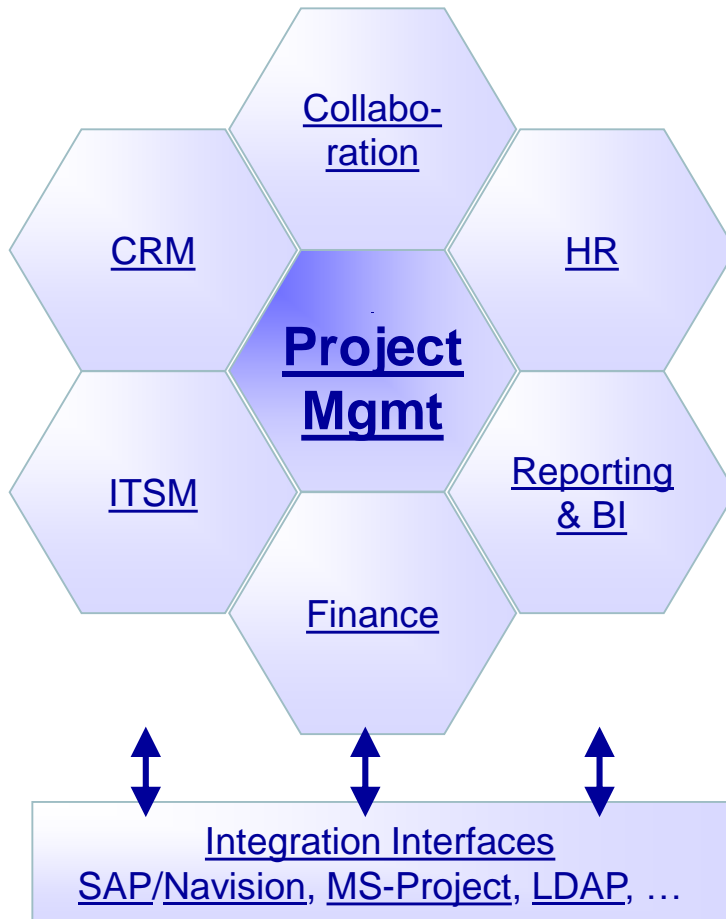 Collabo-
ration
CRM
HR
Project
Mgmt
ITSM
Reporting
& BI
Finance
Integration Interfaces
SAP/Navision, MS-Project, LDAP, …